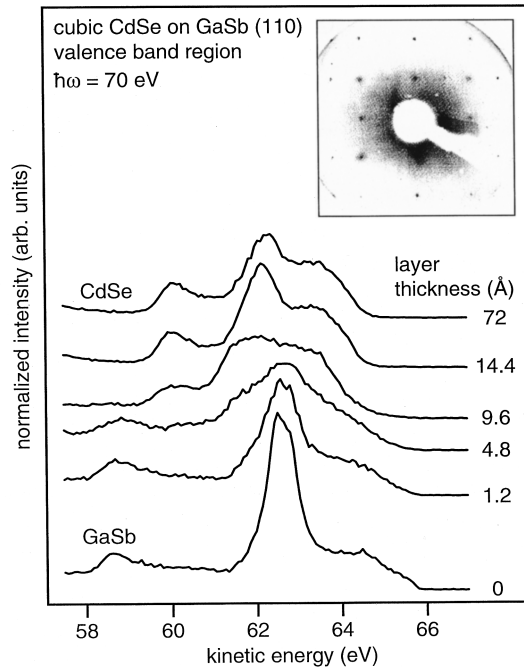 cubic CdSe on GaSb (110)
valence band region
ħω = 70 eV
normalized intensity (arb. units)
layer
thickness (Å)
CdSe
72
14.4
9.6
4.8
1.2
GaSb
0
58 60 62 64 66
kinetic energy (eV)